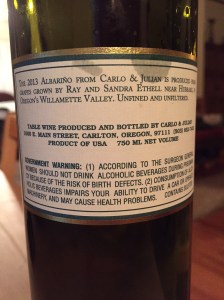 THE 2013 ALBARIÑO FROM CARLO & JULIAN IS PRODUCED
GRAPES GROWN BY RAY AND SANDRA ETHELL NEAR
OREGON'S WILLAMETTE VALLEY. UNFINED AND UNFILTERED.
TABLE WINE PRODUCED AND BOTTLED BY CARLO & JULIAN
E. MAIN STREET, CARLTON, OREGON, 97111 (503)
PRODUCT OF USA 750 ML NET VOLUME
GOVERNMENT WARNING: (1) ACCORDING TO THE SURGEON
WOMEN SHOULD NOT DRINK ALCOHOLIC BEVERAGES DURING
BECAUSE OF THE RISK OF BIRTH DEFECTS. (2) CONSUMPTION OF
BEVERAGES IMPAIRS YOUR ABILITY TO DRIVE A CAR OR
MACHINERY, AND MAY CAUSE HEALTH PROBLEMS. CONTAINS